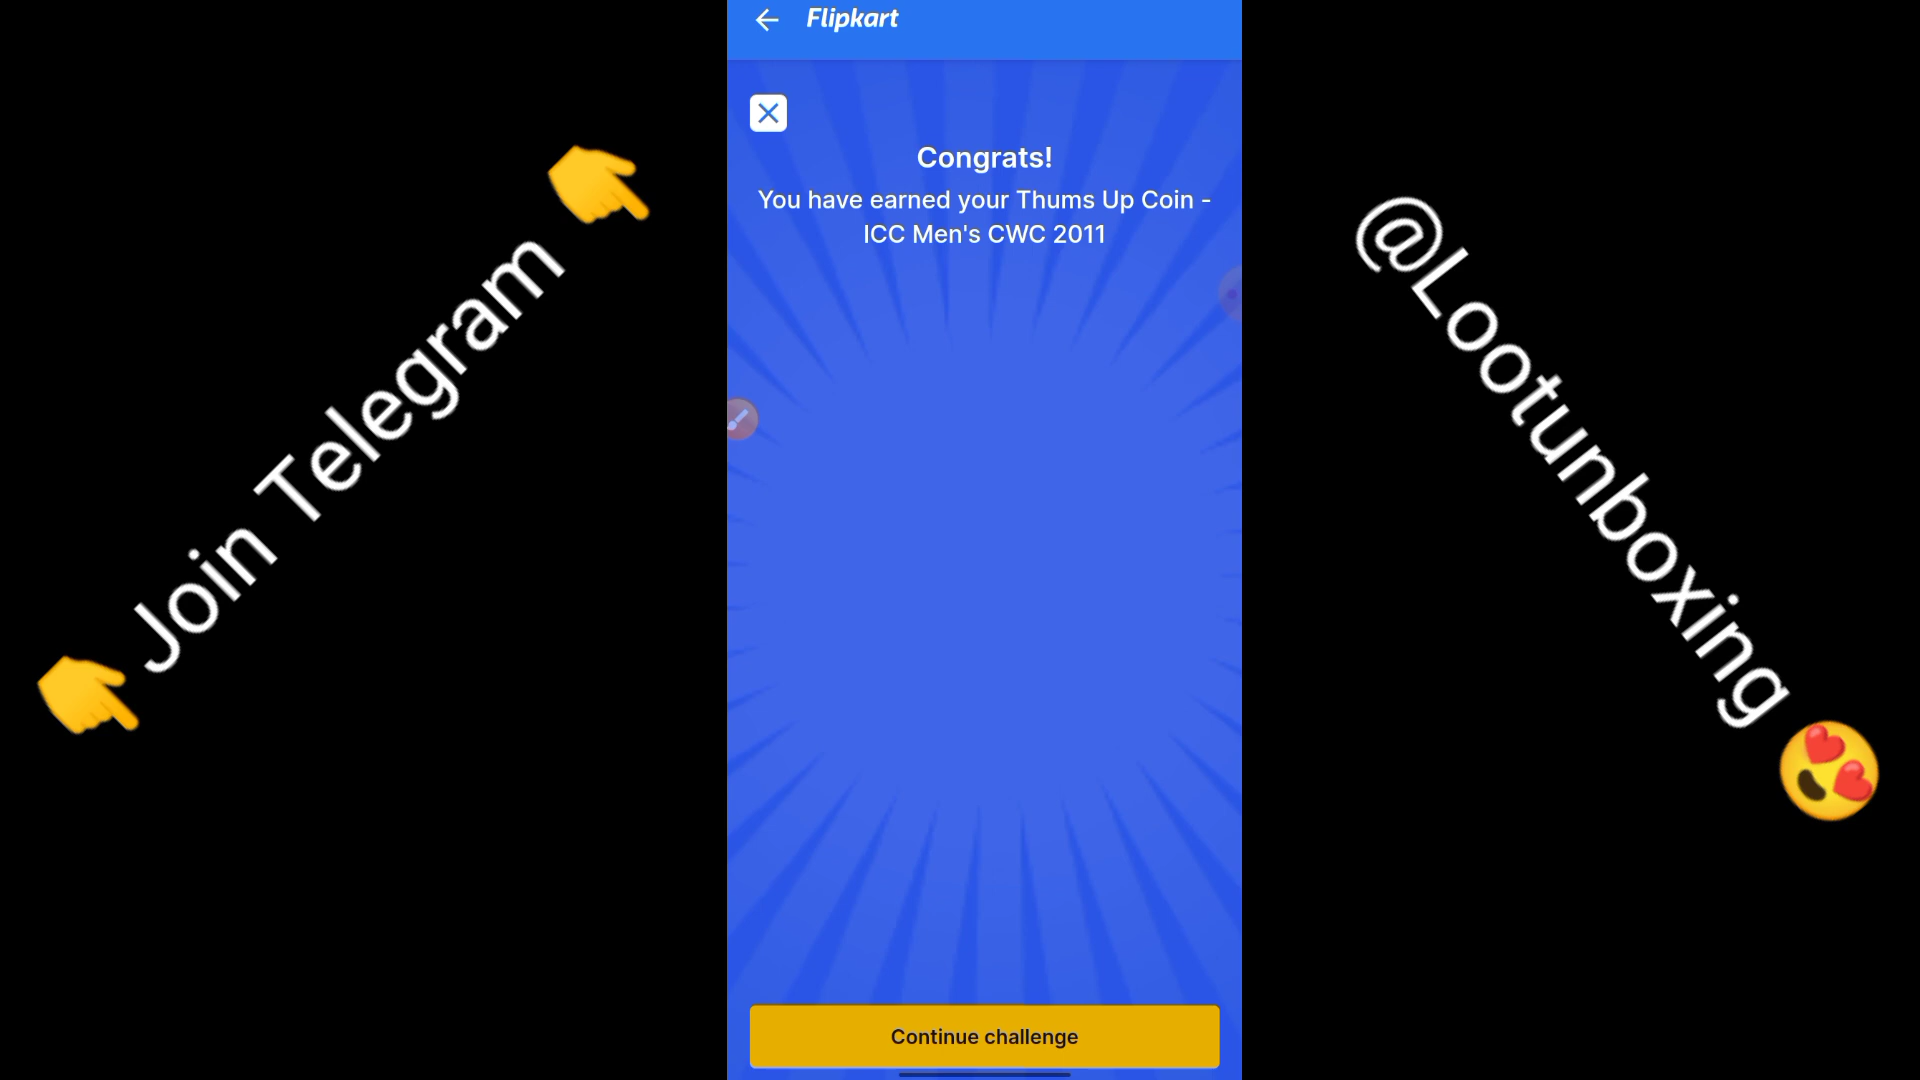 Flipkart
Congrats!
You have earned your Thums Up Coin -
ICC Men's CWC 2011
Join Telegram
@Lootunboxing
Continue challenge